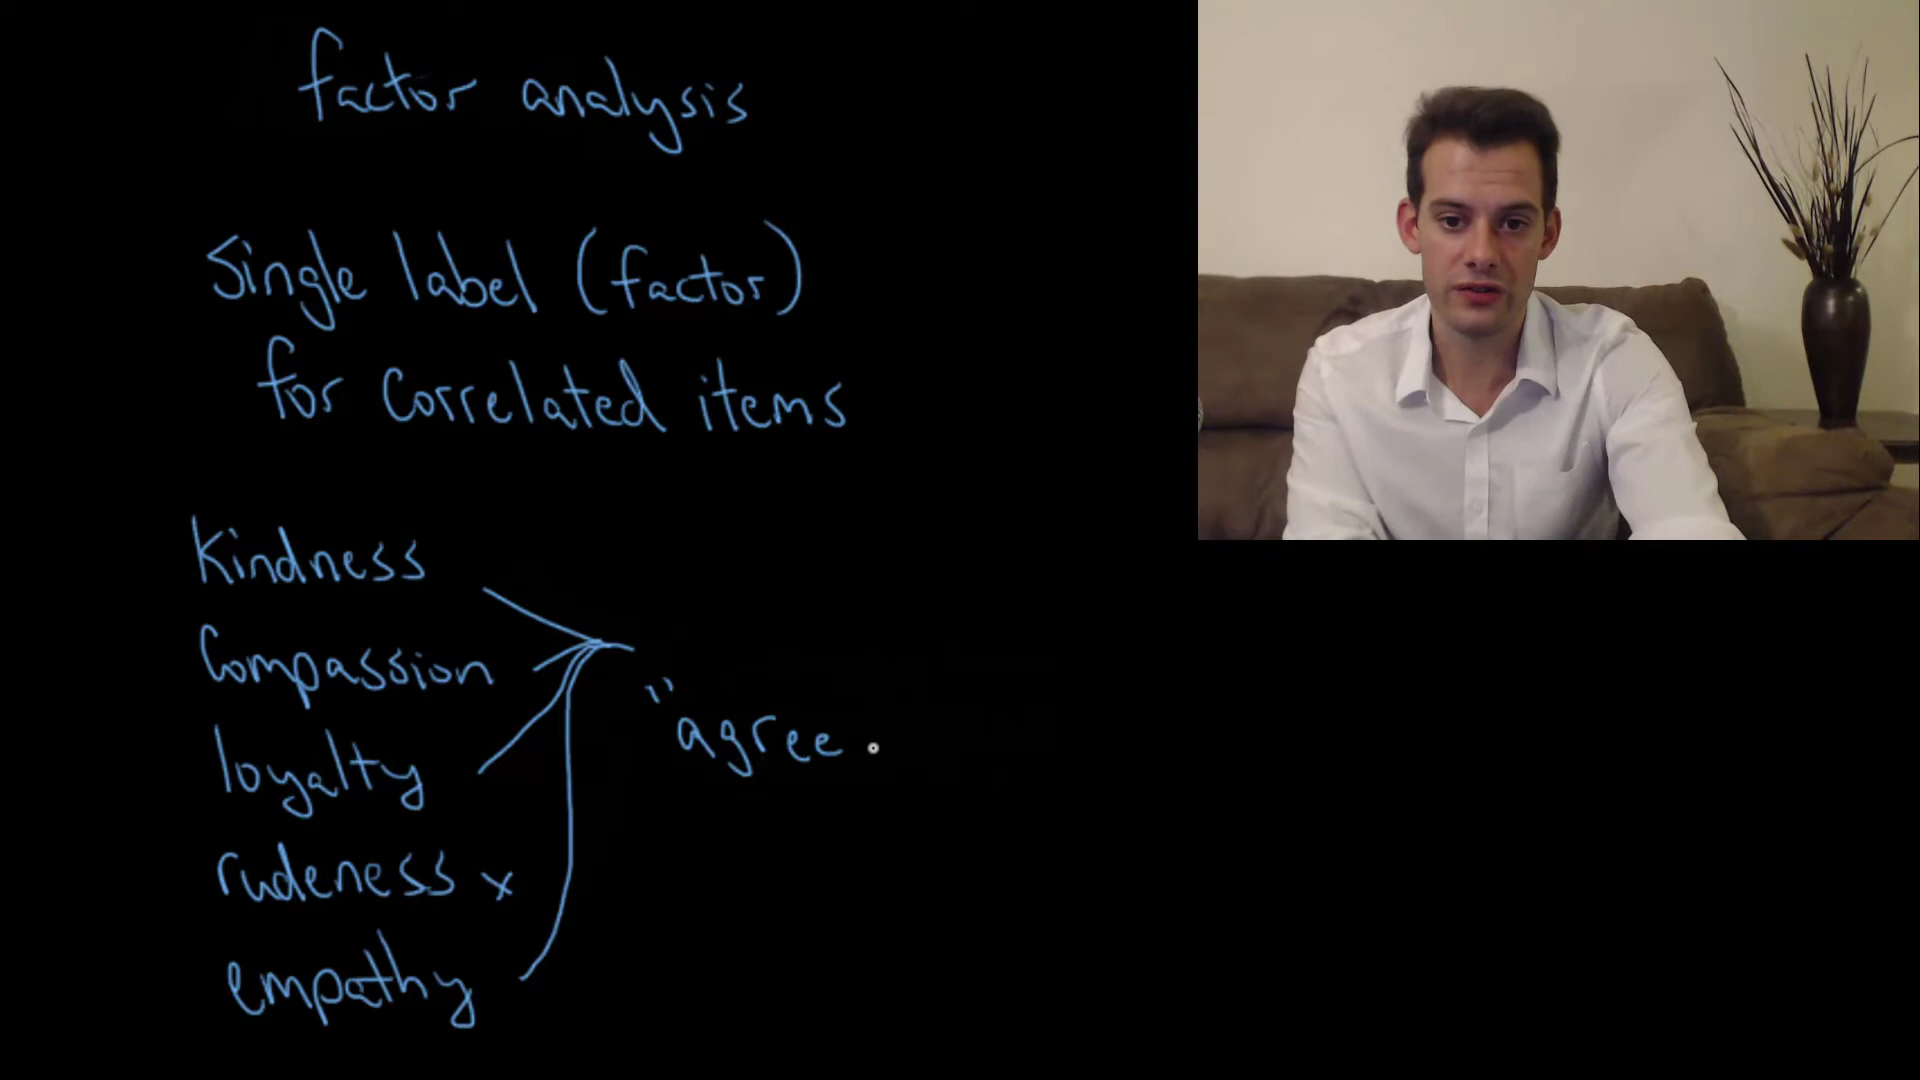 factor analysis
Single label (factor)
for correlated items
Kindness
Compassion
loyalty
rudeness x
empathy
"agree